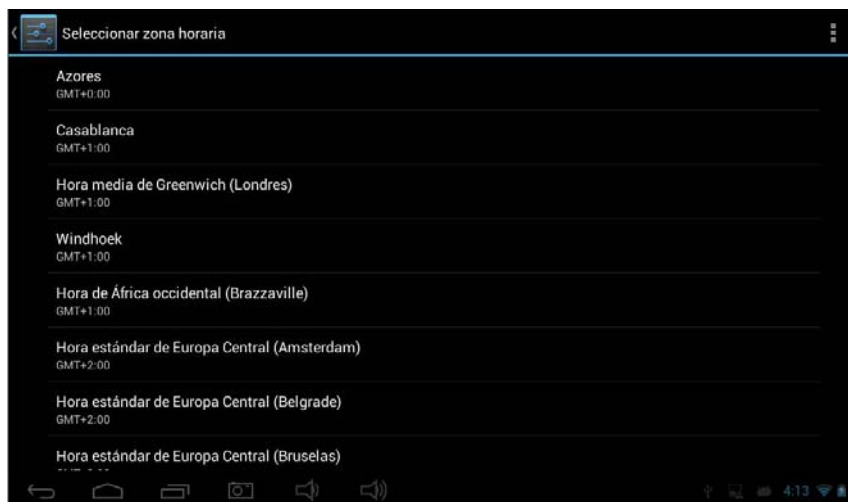 Seleccionar zona horaria
Azores
GMT+0:00
Casablanca
GMT+1:00
Hora media de Greenwich (Londres)
GMT+1:00
Windhoek
GMT+1:00
Hora de África occidental (Brazzaville)
GMT+1:00
Hora estándar de Europa Central (Amsterdam)
GMT+2:00
Hora estándar de Europa Central (Belgrade)
GMT+2:00
Hora estándar de Europa Central (Bruselas)
4:13